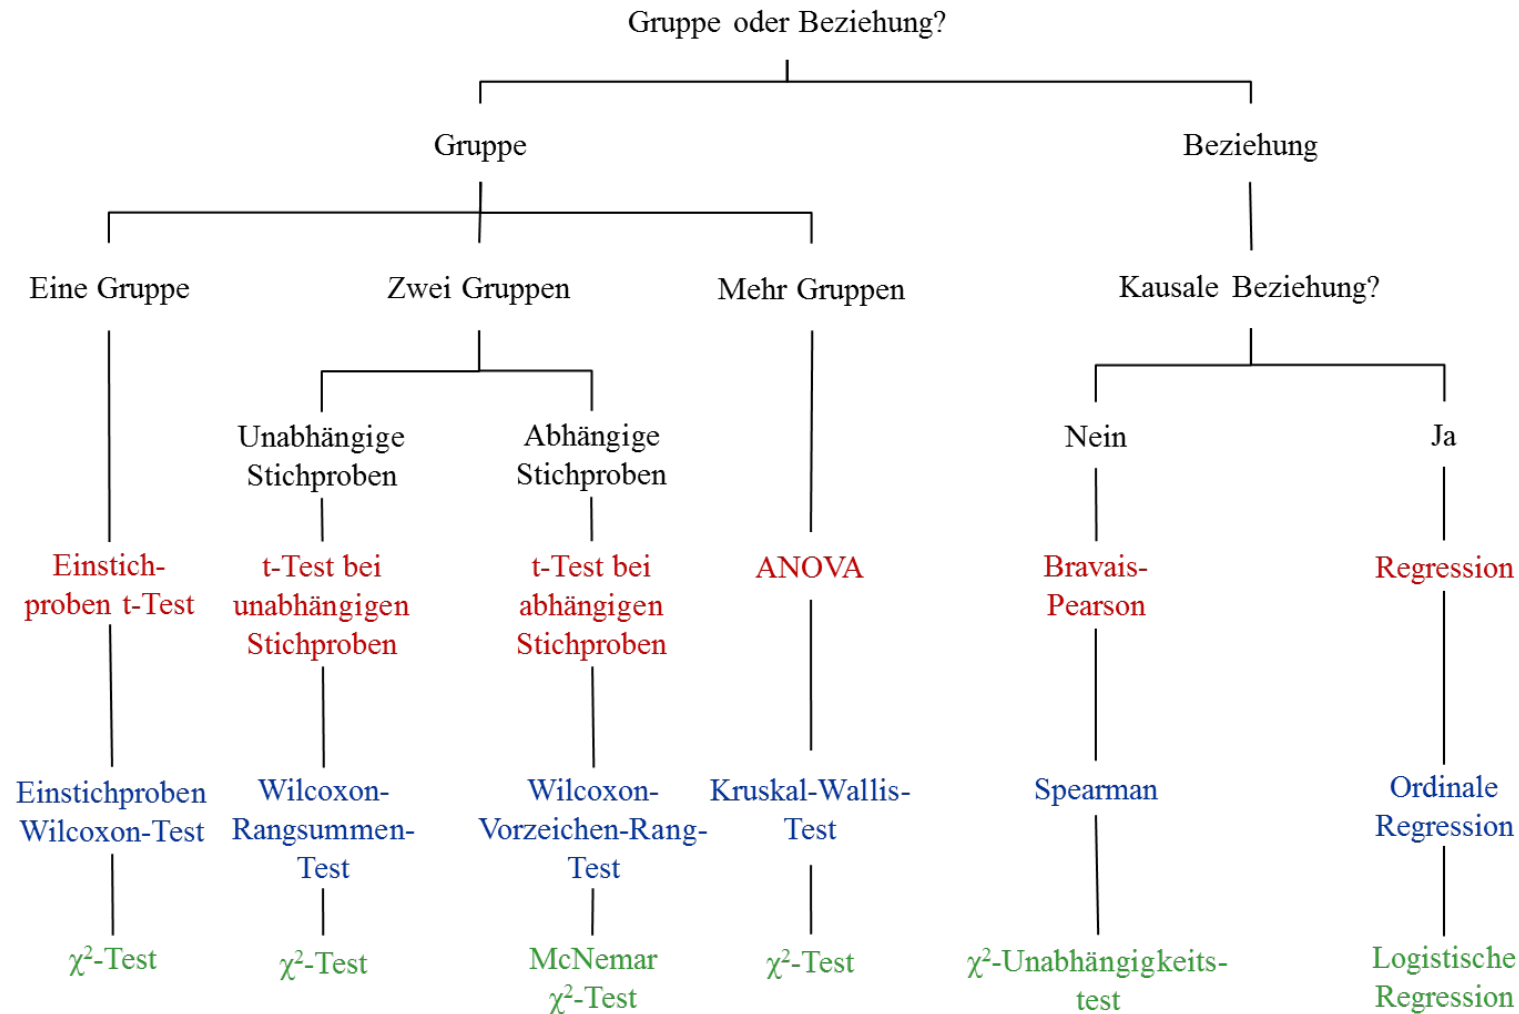 Gruppe oder Beziehung?
Gruppe
Beziehung
Eine Gruppe
Zwei Gruppen
Mehr Gruppen
Kausale Beziehung?
Unabhängige
Stichproben
Abhängige
Stichproben
Nein
Ja
Einstich-
proben t-Test
t-Test bei
unabhängigen
Stichproben
t-Test bei
abhängigen
Stichproben
ANOVA
Bravais-
Pearson
Regression
Einstichproben
Wilcoxon-Test
Wilcoxon-
Rangsummen-
Test
Wilcoxon-
Vorzeichen-Rang-
Test
Kruskal-Wallis-
Test
Spearman
Ordinale
Regression
χ²-Test
χ²-Test
McNemar
χ²-Test
χ²-Test
χ²-Unabhängigkeits-
test
Logistische
Regression